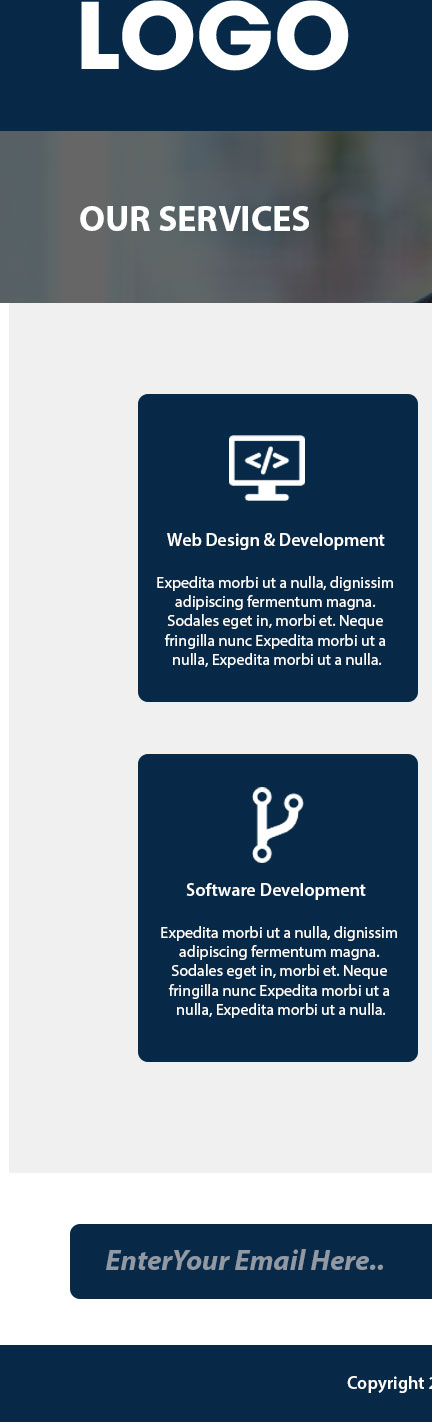 LOGO
OUR SERVICES
</>
Web Design & Development
Expedita morbi ut a nulla, dignissim
adipiscing fermentum magna.
Sodales eget in, morbi et. Neque
fringilla nunc Expedita morbi ut a
nulla, Expedita morbi ut a nulla.
Software Development
Expedita morbi ut a nulla, dignissim
adipiscing fermentum magna.
Sodales eget in, morbi et. Neque
fringilla nunc Expedita morbi ut a
nulla, Expedita morbi ut a nulla.
EnterYour Email Here..
Copyright